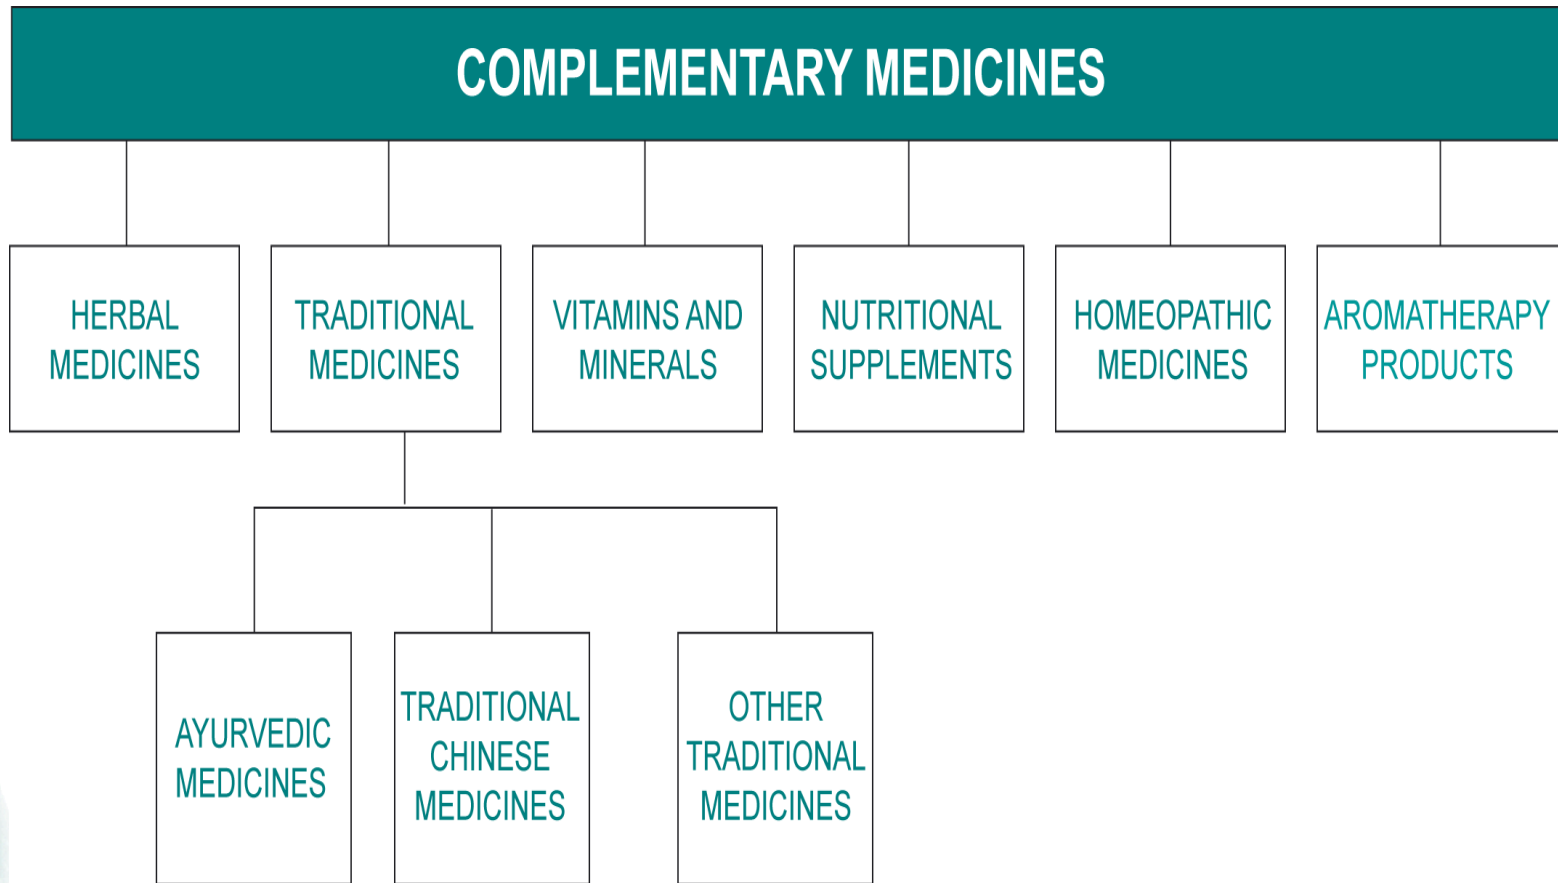 COMPLEMENTARY MEDICINES
HERBAL
MEDICINES
TRADITIONAL
MEDICINES
VITAMINS AND
MINERALS
NUTRITIONAL
SUPPLEMENTS
HOMEOPATHIC
MEDICINES
AROMATHERAPY
PRODUCTS
AYURVEDIC
MEDICINES
TRADITIONAL
CHINESE
MEDICINES
OTHER
TRADITIONAL
MEDICINES